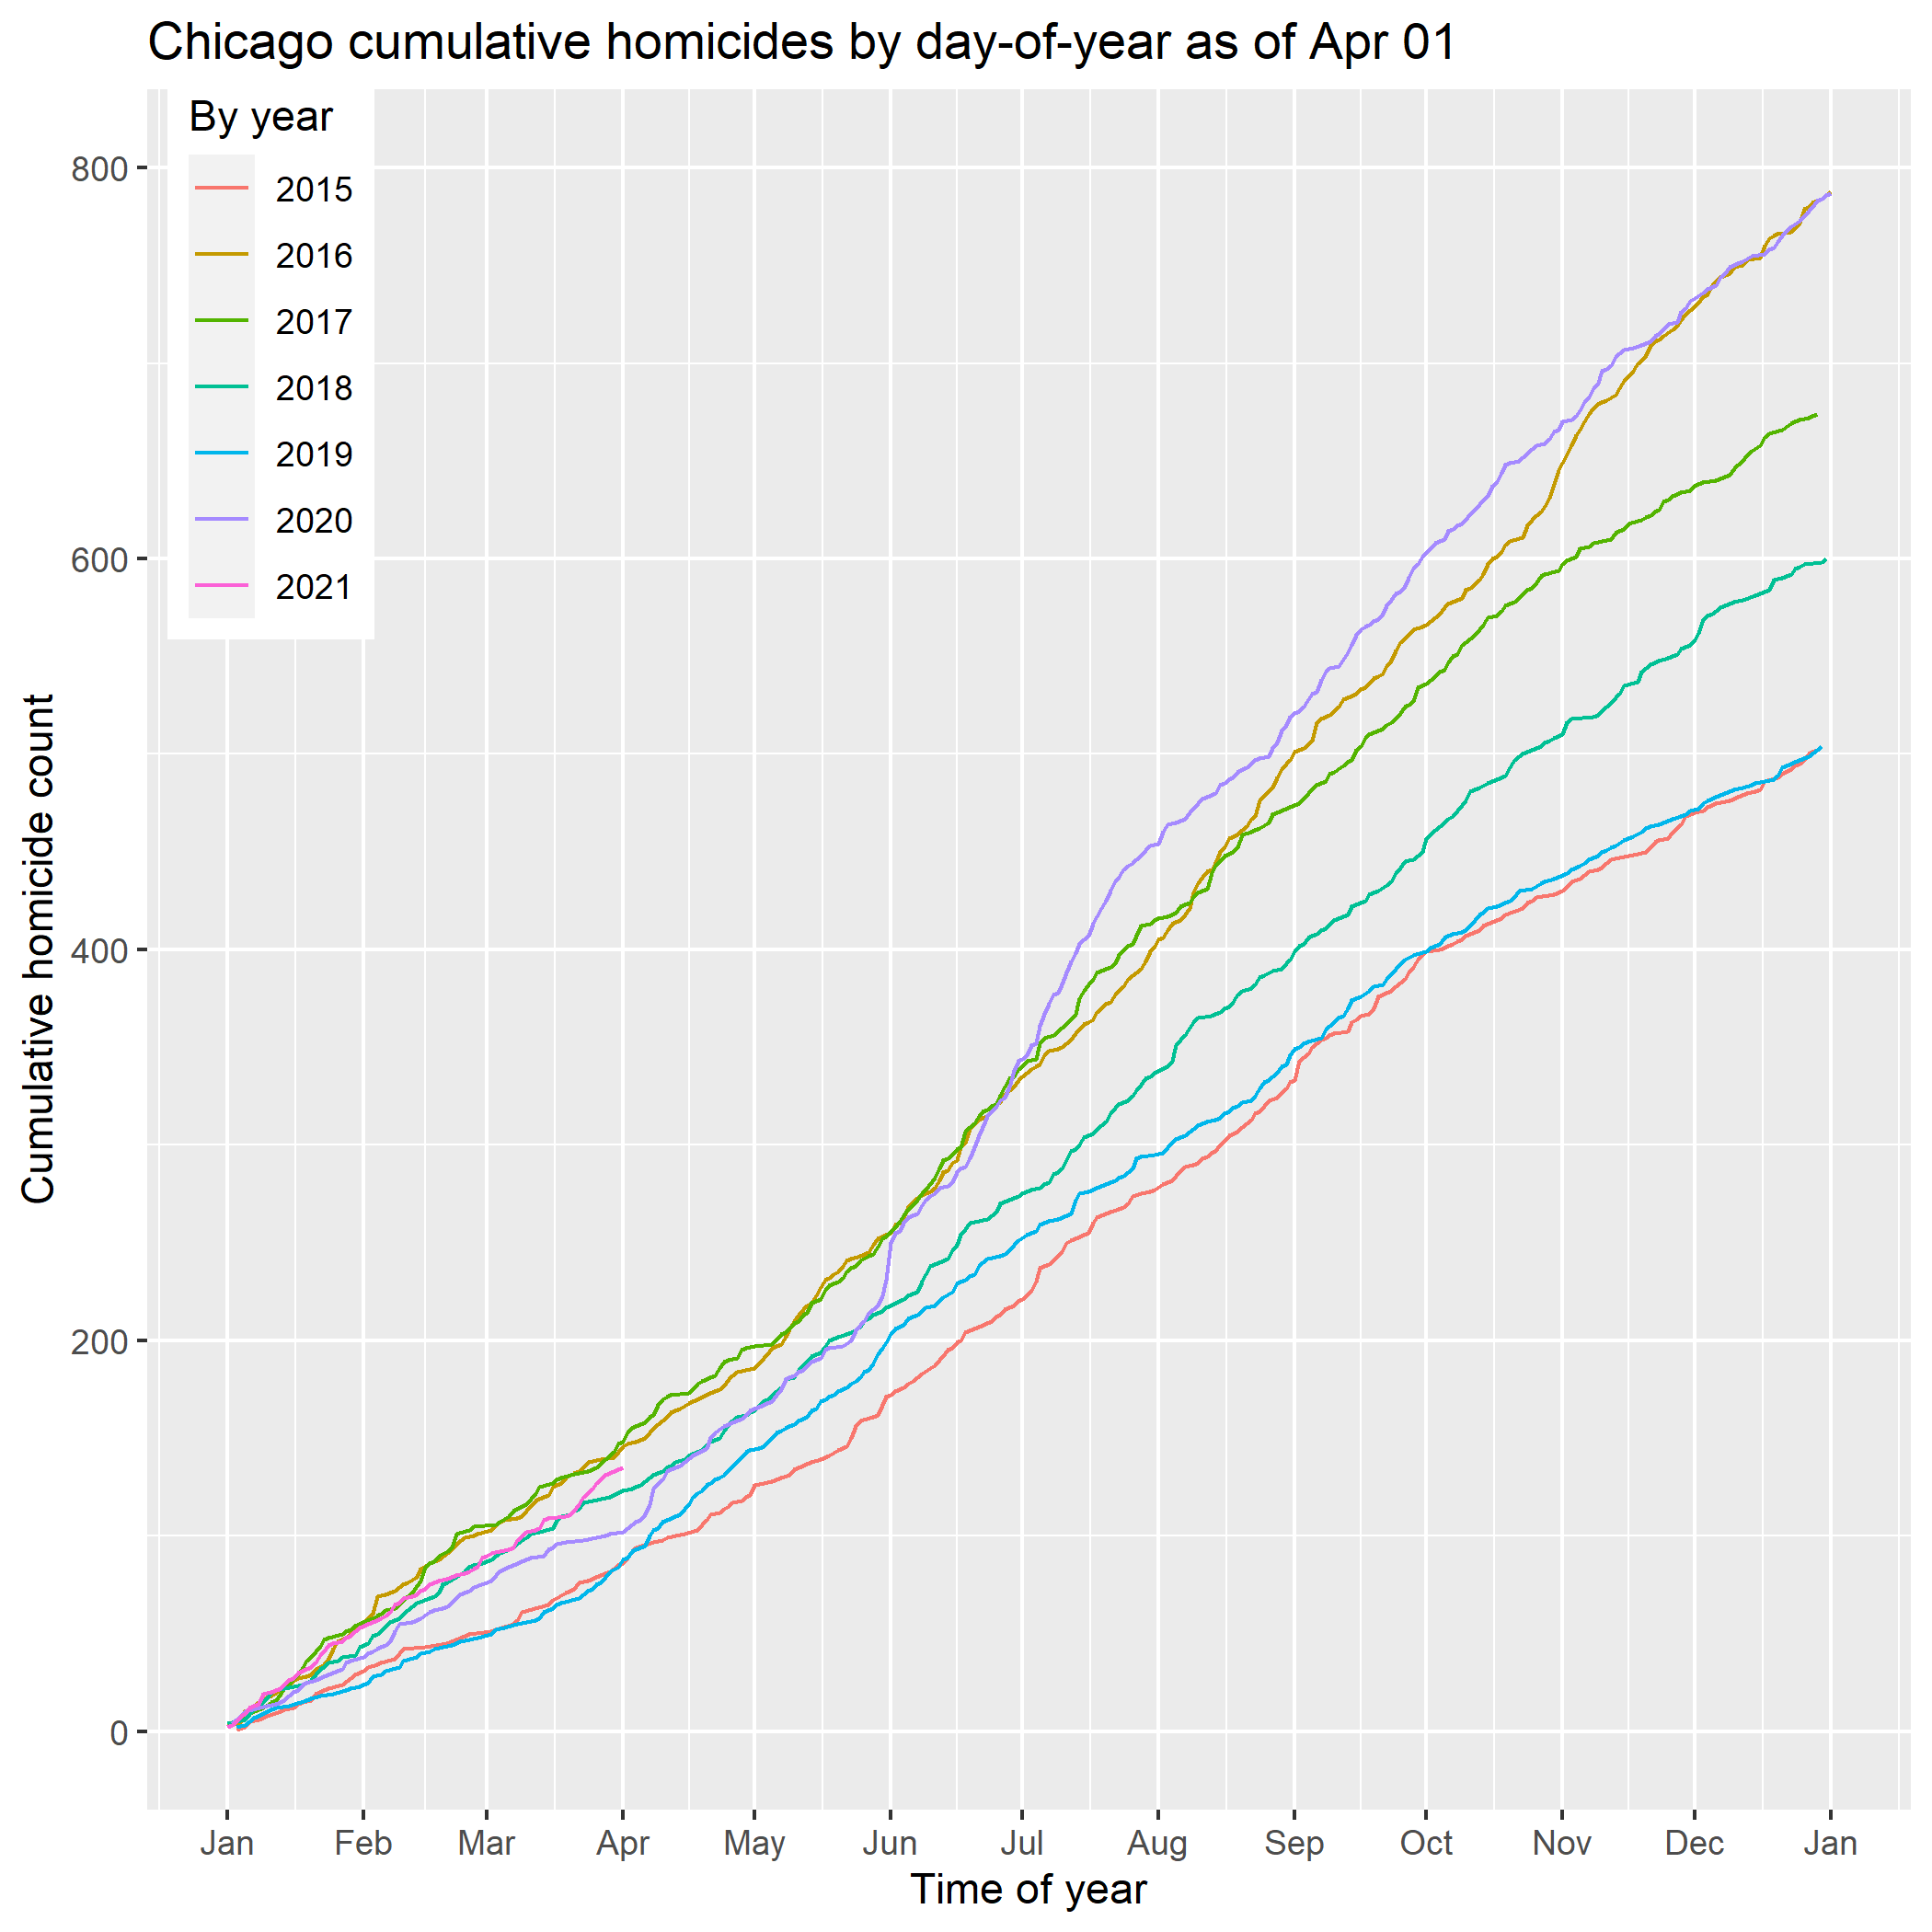 Chicago cumulative homicides by day-of-year as of Apr 01
By year
2015
2016
2017
2018
2019
2020
2021
800
600
400
200
0
Cumulative homicide count
Jan Feb Mar Apr May Jun Jul Aug Sep Oct Nov Dec Jan
Time of year